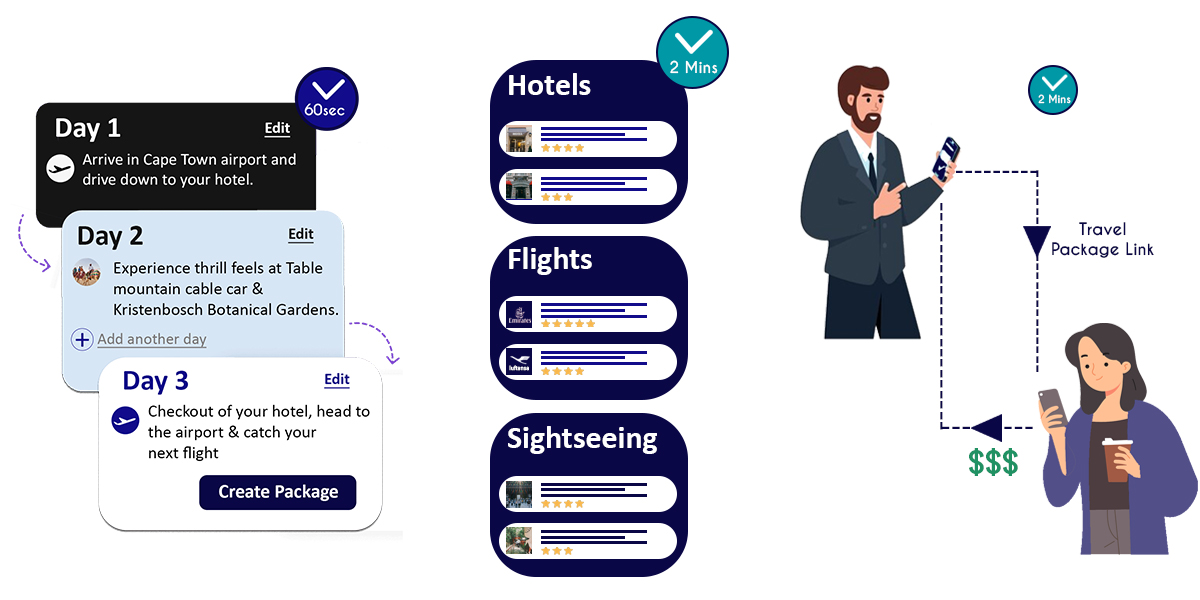 60sec
Day 1
Edit
Arrive in Cape Town airport and
drive down to your hotel.
Day 2
Edit
Experience thrill feels at Table
mountain cable car &
Kristenbosch Botanical Gardens.
Add another day
Day 3
Edit
Checkout of your hotel, head to
the airport & catch your
next flight
Create Package
2 Mins
Hotels
Flights
Emirates
luftansa
Sightseeing
2 Mins
Travel
Package Link
$$$